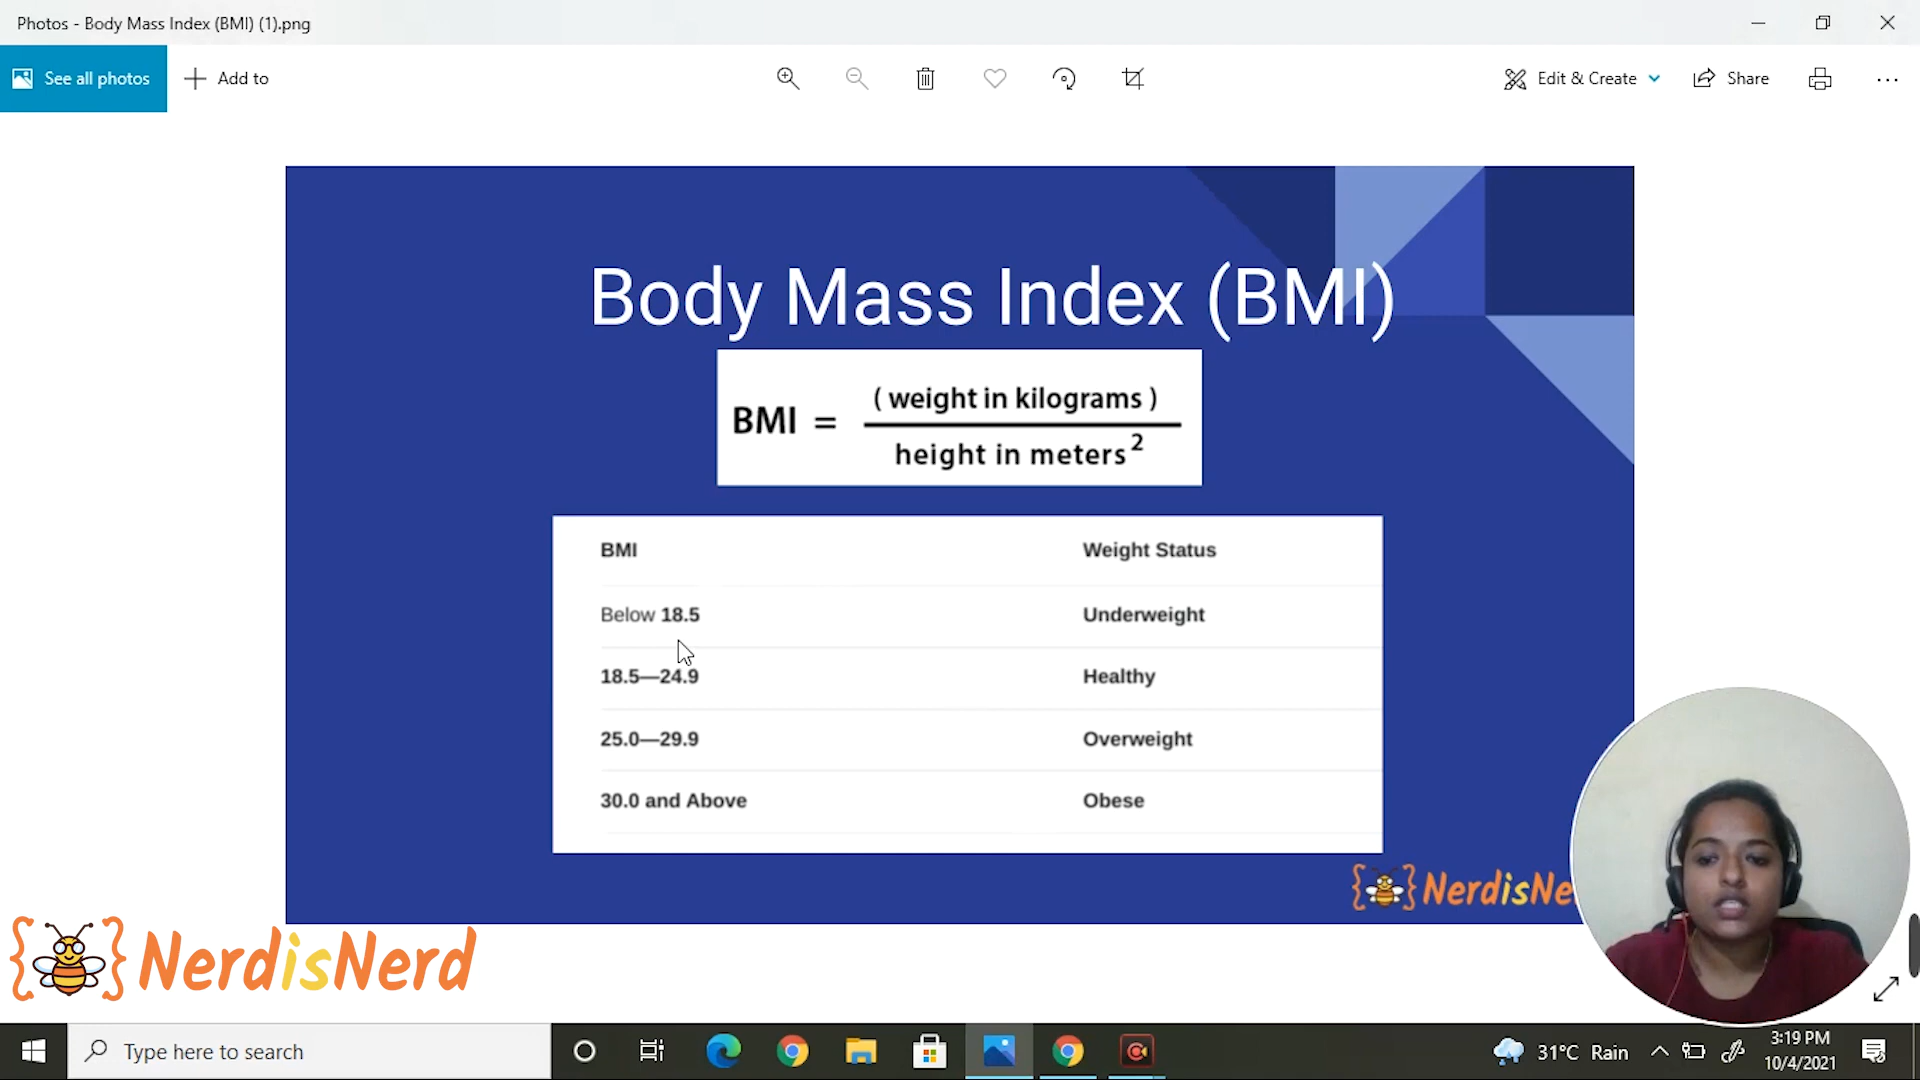 Photos - Body Mass Index (BMI) (1).png
See all photos
Add to
Edit & Create
Share
Body Mass Index (BMI)
BMI = ( weight in kilograms )
height in meters 2
BMI Weight Status
Below 18.5 Underweight
18.5—24.9 Healthy
25.0—29.9 Overweight
30.0 and Above Obese
{ } NerdisNe
{ } NerdisNerd
Type here to search
31°C Rain
3:19 PM
10/4/2021